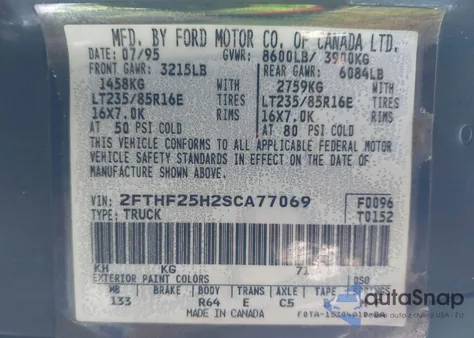 MFD. BY FORD MOTOR CO. OF CANADA LTD.
DATE: 07/95 GVWR: 8600LB/ 3900KG
FRONT GAWR: 3215LB REAR GAWR: 6084LB
1458KG WITH 2759KG WITH
LT235/85R16E TIRES LT235/85R16E TIRES
16X7.0K RIMS 16X7.0K RIMS
AT 50 PSI COLD AT 80 PSI COLD
THIS VEHICLE CONFORMS TO ALL APPLICABLE FEDERAL MOTOR
VEHICLE SAFETY STANDARDS IN EFFECT ON THE DATE OF
MANUFACTURE SHOWN ABOVE.
VIN: 2FTHF25H2SCA77069 F0096
TYPE: TRUCK T0152
KH KG
EXTERIOR PAINT COLORS DSO
WB BRAKE BODY TRANS AXLE TAPE
133 R64 E C5
MADE IN CANADA
autaSnap